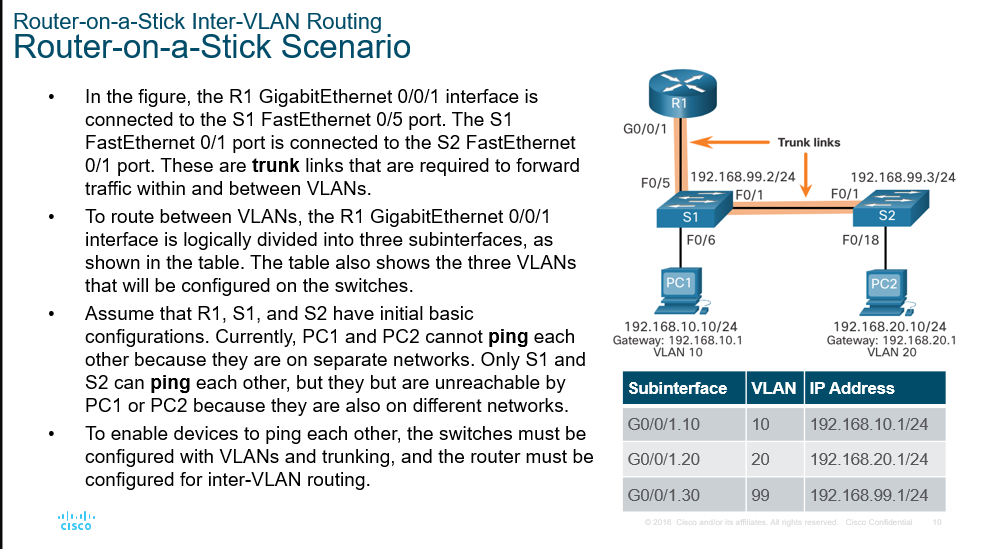 Router-on-a-Stick Inter-VLAN Routing
Router-on-a-Stick Scenario
• In the figure, the R1 GigabitEthernet 0/0/1 interface is
connected to the S1 FastEthernet 0/5 port. The S1
FastEthernet 0/1 port is connected to the S2 FastEthernet
0/1 port. These are trunk links that are required to forward
traffic within and between VLANs.
• To route between VLANs, the R1 GigabitEthernet 0/0/1
interface is logically divided into three subinterfaces, as
shown in the table. The table also shows the three VLANs
that will be configured on the switches.
• Assume that R1, S1, and S2 have initial basic
configurations. Currently, PC1 and PC2 cannot ping each
other because they are on separate networks. Only S1 and
S2 can ping each other, but they but are unreachable by
PC1 or PC2 because they are also on different networks.
• To enable devices to ping each other, the switches must be
configured with VLANs and trunking, and the router must be
configured for inter-VLAN routing.
R1
G0/0/1
Trunk links
F0/5
192.168.99.2/24
192.168.99.3/24
F0/1
F0/1
S1
S2
F0/6
F0/18
PC1
PC2
192.168.10.10/24
Gateway: 192.168.10.1
VLAN 10
192.168.20.10/24
Gateway: 192.168.20.1
VLAN 20
Subinterface VLAN IP Address
G0/0/1.10 10 192.168.10.1/24
G0/0/1.20 20 192.168.20.1/24
G0/0/1.30 99 192.168.99.1/24
CISCO
© 2016 Cisco and/or its affiliates. All rights reserved. Cisco Confidential 10